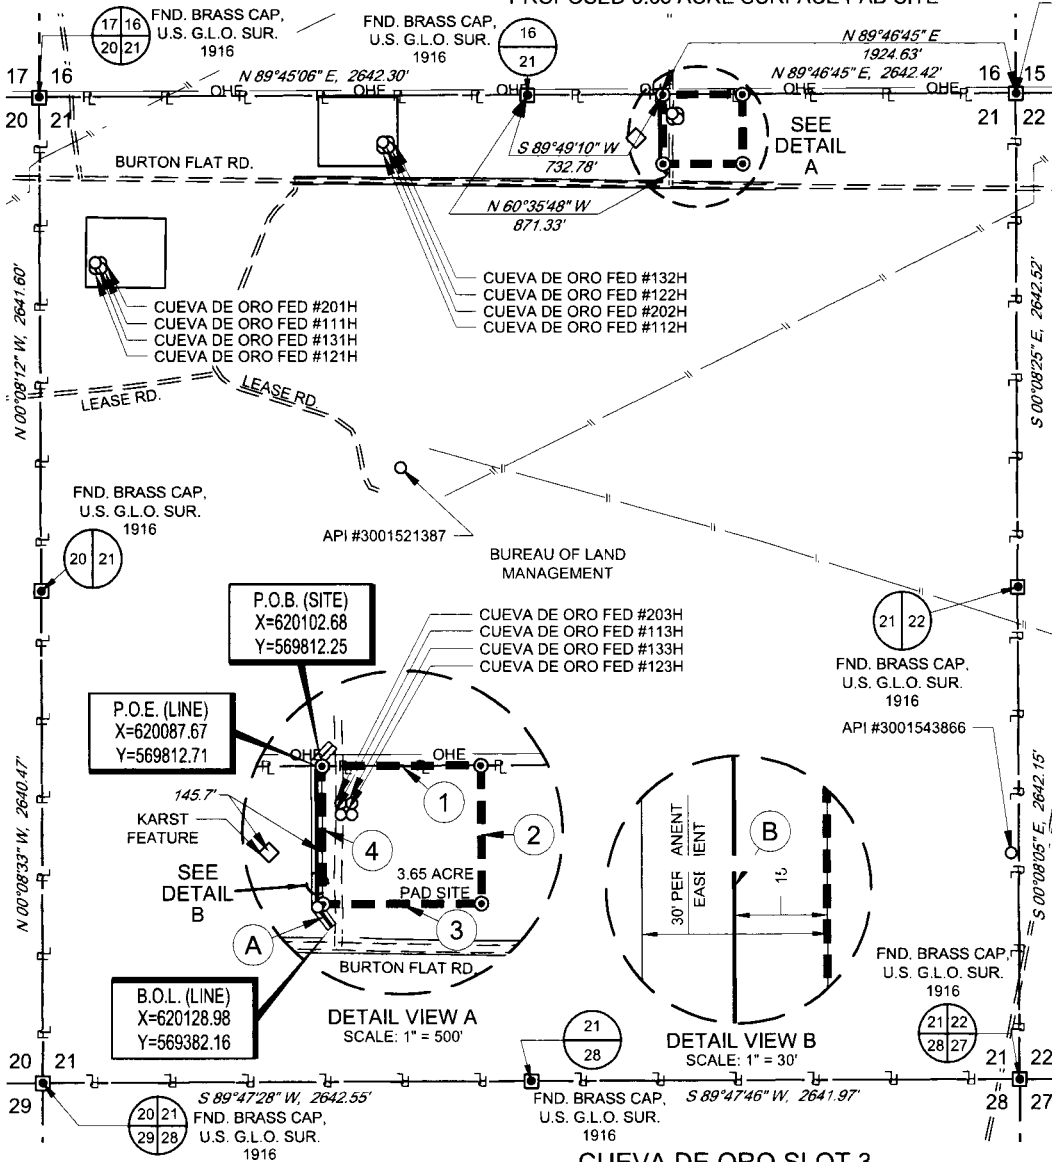 17 16
20 21
FND. BRASS CAP,
U.S. G.L.O. SUR.
1916
FND. BRASS CAP,
U.S. G.L.O. SUR.
1916
16
21
N 89°46'45" E
1924.63'
17 16
20 21
N 89°45'06" E, 2642.30'
N 89°46'45" E, 2642.42'
16 15
21 22
OHE
OHE
OHE
OHE
OHE
S 89°49'10" W
732.78'
SEE
DETAIL
A
BURTON FLAT RD.
N 60°35'48" W
871.33'
N 00°08'12" W, 2641.60'
S 00°08'25" E, 2642.52'
CUEVA DE ORO FED #132H
CUEVA DE ORO FED #122H
CUEVA DE ORO FED #202H
CUEVA DE ORO FED #112H
CUEVA DE ORO FED #201H
CUEVA DE ORO FED #111H
CUEVA DE ORO FED #131H
CUEVA DE ORO FED #121H
LEASE RD.
LEASE RD.
FND. BRASS CAP,
U.S. G.L.O. SUR.
1916
20 21
API #3001521387
BUREAU OF LAND
MANAGEMENT
P.O.B. (SITE)
X=620102.68
Y=569812.25
CUEVA DE ORO FED #203H
CUEVA DE ORO FED #113H
CUEVA DE ORO FED #133H
CUEVA DE ORO FED #123H
21 22
FND. BRASS CAP,
U.S. G.L.O. SUR.
1916
P.O.E. (LINE)
X=620087.67
Y=569812.71
API #3001543866
OHE
OHE
1
2
3
4
145.7'
KARST
FEATURE
SEE
DETAIL
B
3.65 ACRE
PAD SITE
A
BURTON FLAT RD.
B
15
N 00°08'33" W, 2640.47'
S 00°08'05" E, 2642.15'
B.O.L. (LINE)
X=620128.98
Y=569382.16
DETAIL VIEW A
SCALE: 1" = 500'
DETAIL VIEW B
SCALE: 1" = 30'
FND. BRASS CAP,
U.S. G.L.O. SUR.
1916
21 22
28 27
21
28
20 21
29
S 89°47'28" W, 2642.55'
S 89°47'46" W, 2641.97'
21 22
28 27
20 21
29 28
FND. BRASS CAP,
U.S. G.L.O. SUR.
1916
FND. BRASS CAP,
U.S. G.L.O. SUR.
1916
CUEVA DE ORO SLOT 3